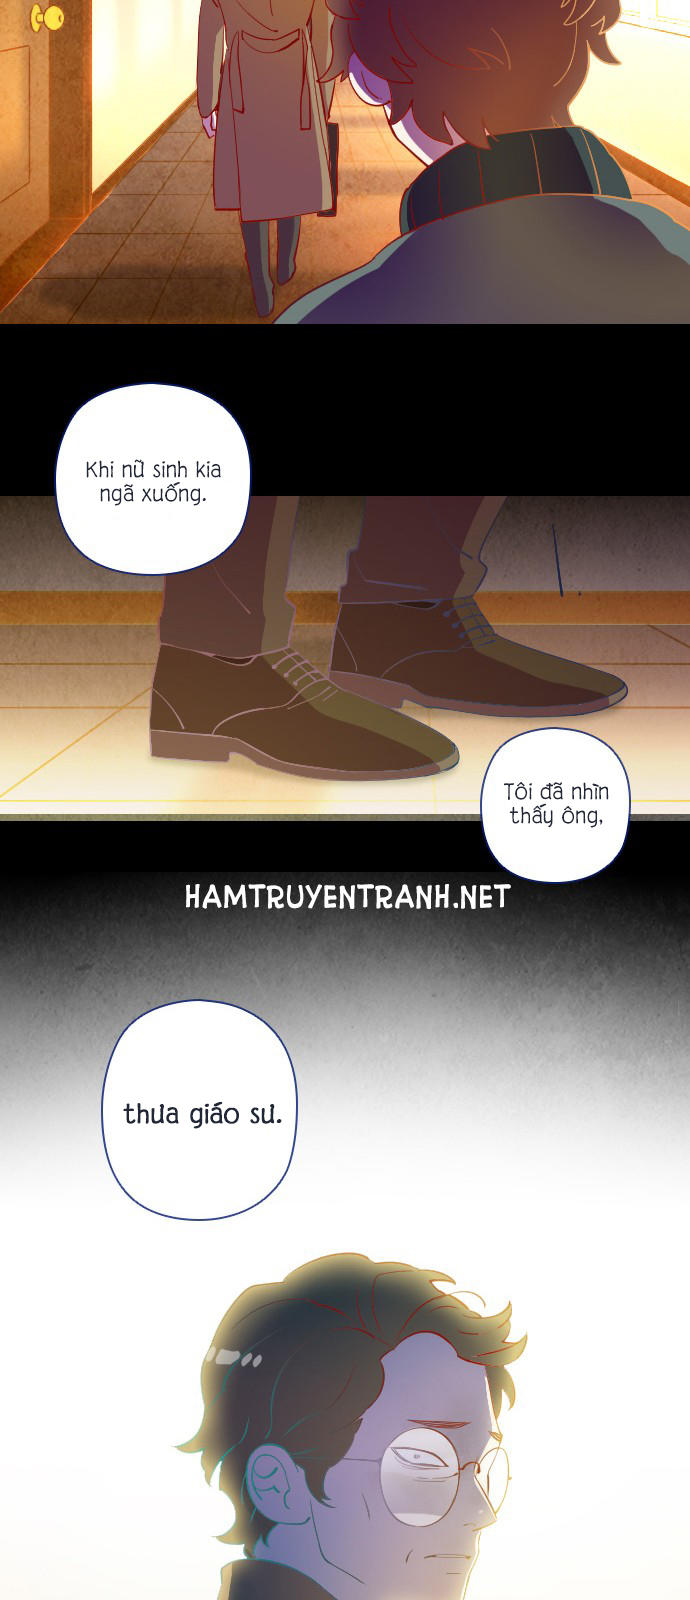 Khi nữ sinh kia
ngã xuống.
Tôi đã nhìn
thấy ông,
HAMTRUYENTRANH.NET
thưa giáo sư.